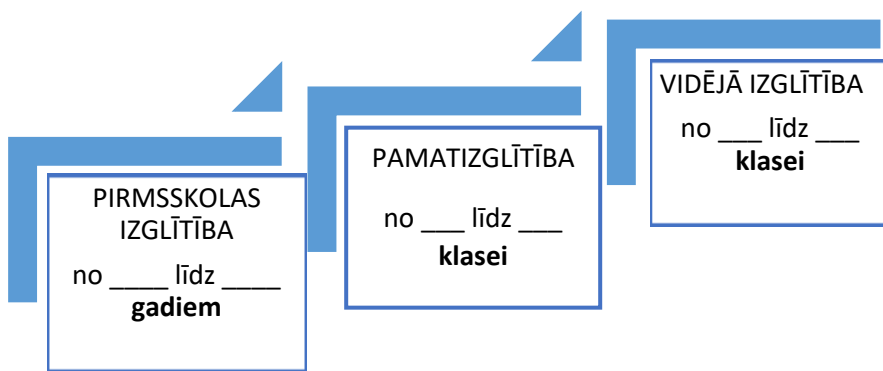 PIRMSSKOLAS
IZGLĪTĪBA
no ____ līdz ____
gadiem
PAMATIZGLĪTĪBA
no ___ līdz ___
klasei
VIDĒJĀ IZGLĪTĪBA
no ___ līdz ___
klasei